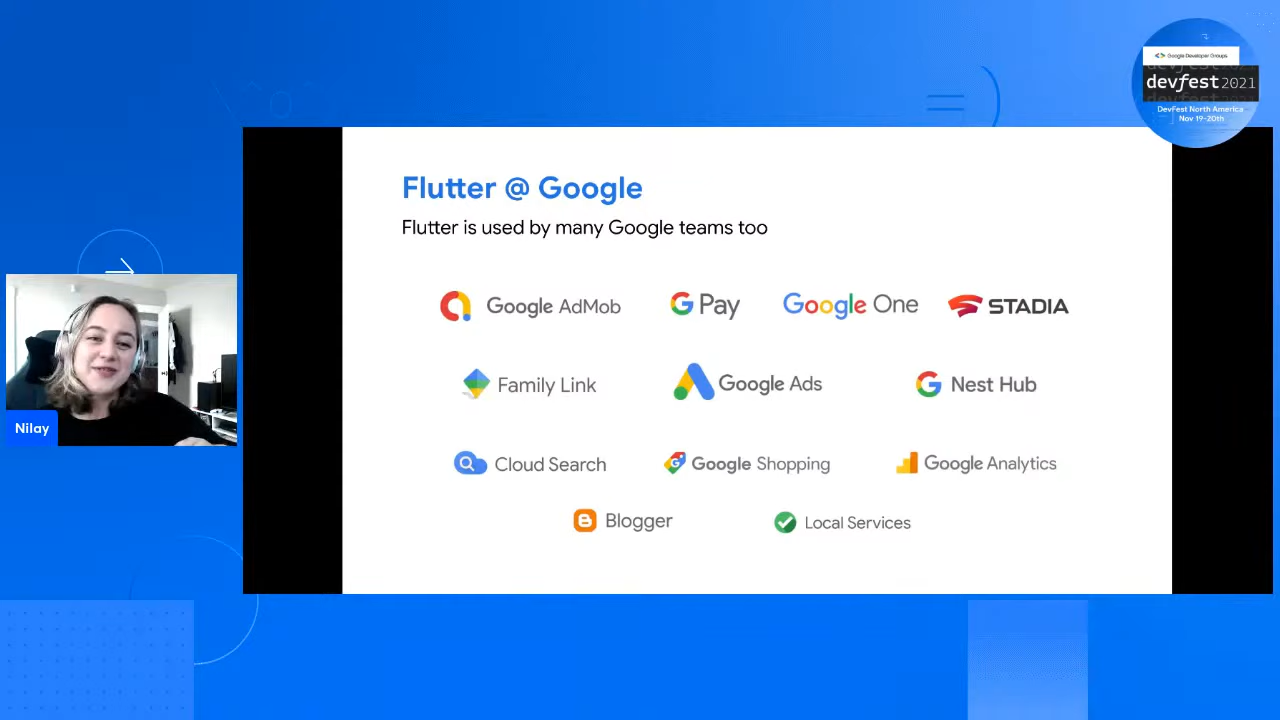 Google Developer Groups
devfest 2021
DevFest North America
Nov 19-20th
Flutter @ Google
Flutter is used by many Google teams too
Google AdMob
G Pay
Google One
STADIA
Family Link
Google Ads
Nest Hub
Cloud Search
Google Shopping
Google Analytics
Blogger
Local Services
Nilay